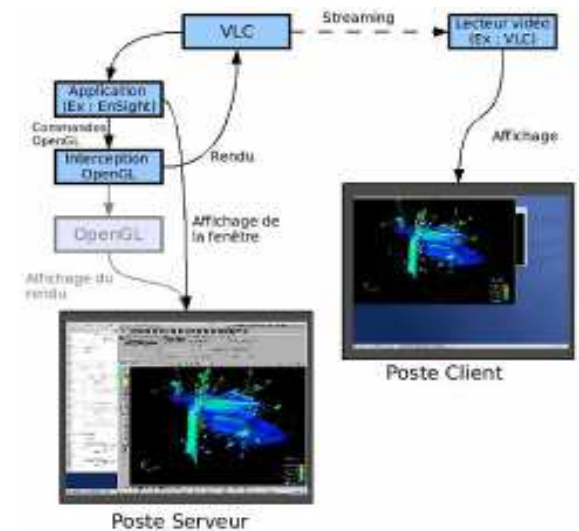 VLC
Streaming
Lecteur vidéo
(Ex : VLC)
Application
(Ex : EnSight)
Commandes
OpenGL
Interception
OpenGL
Rendu
Affichage
OpenGL
Affichage de
la fenêtre
Affichage du
rendu
Poste Client
Poste Serveur